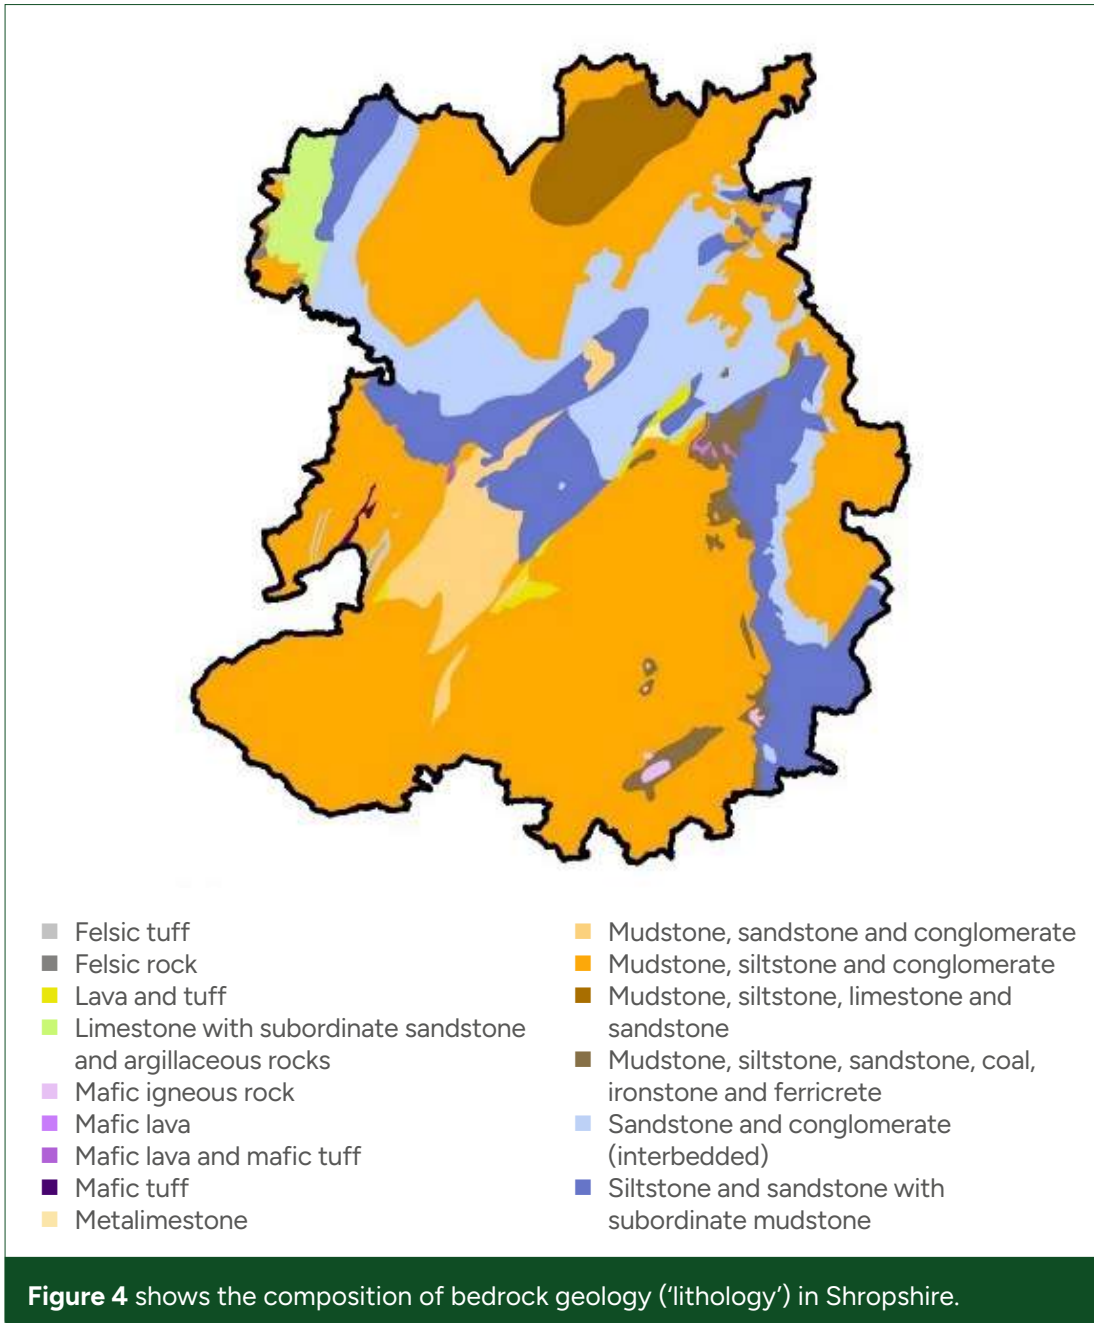 Felsic tuff
Felsic rock
Lava and tuff
Limestone with subordinate sandstone
and argillaceous rocks
Mafic igneous rock
Mafic lava
Mafic lava and mafic tuff
Mafic tuff
Metalimestone
Mudstone, sandstone and conglomerate
Mudstone, siltstone and conglomerate
Mudstone, siltstone, limestone and
sandstone
Mudstone, siltstone, sandstone, coal,
ironstone and ferricrete
Sandstone and conglomerate
(interbedded)
Siltstone and sandstone with
subordinate mudstone
Figure 4 shows the composition of bedrock geology (‘lithology’) in Shropshire.